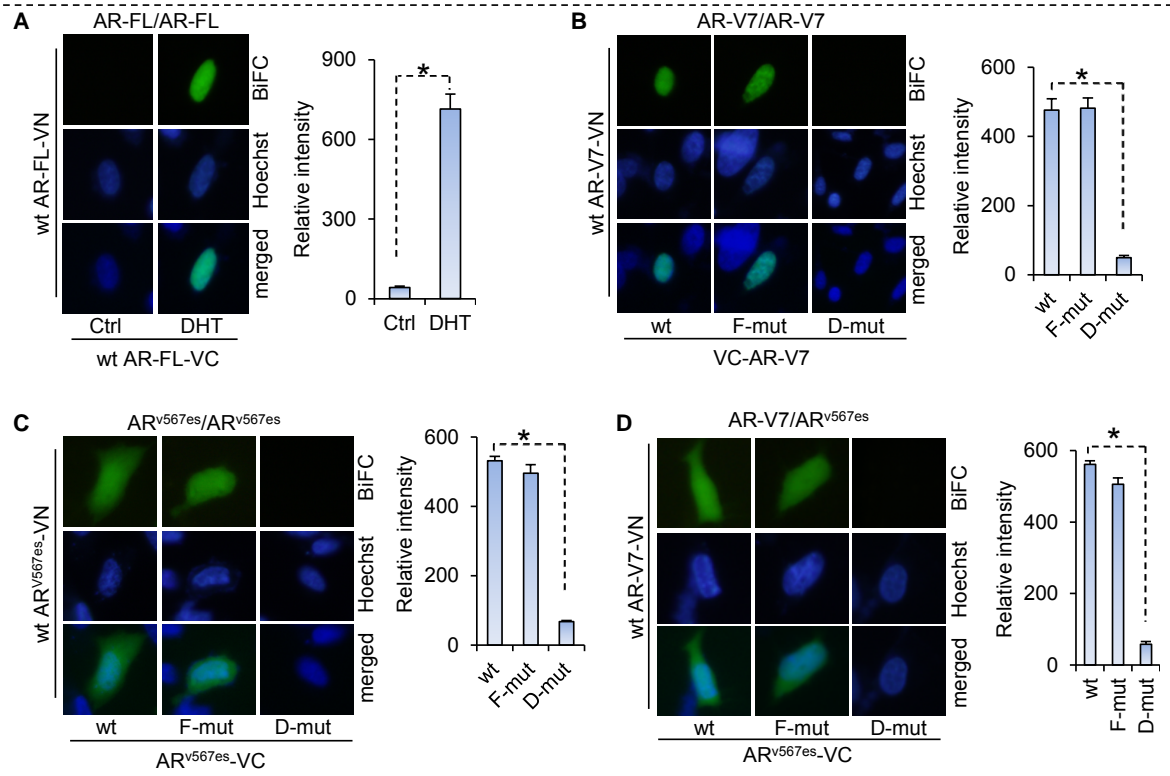 A
AR-FL/AR-FL
wt AR-FL-VN
BiFC
Hoechst
merged
Ctrl
DHT
wt AR-FL-VC
Relative intensity
900
600
300
0
*
Ctrl
DHT
B
AR-V7/AR-V7
wt AR-V7-VN
BiFC
Hoechst
merged
wt
F-mut
D-mut
VC-AR-V7
Relative intensity
600
400
200
0
*
wt
F-mut
D-mut
C
ARv567es/ARv567es
wt ARV567es-VN
BiFC
Hoechst
merged
wt
F-mut
D-mut
ARv567es-VC
Relative intensity
600
400
200
0
*
wt
F-mut
D-mut
D
AR-V7/ARv567es
wt AR-V7-VN
BiFC
Hoechst
merged
wt
F-mut
D-mut
ARv567es-VC
Relative intensity
600
400
200
0
*
wt
F-mut
D-mut